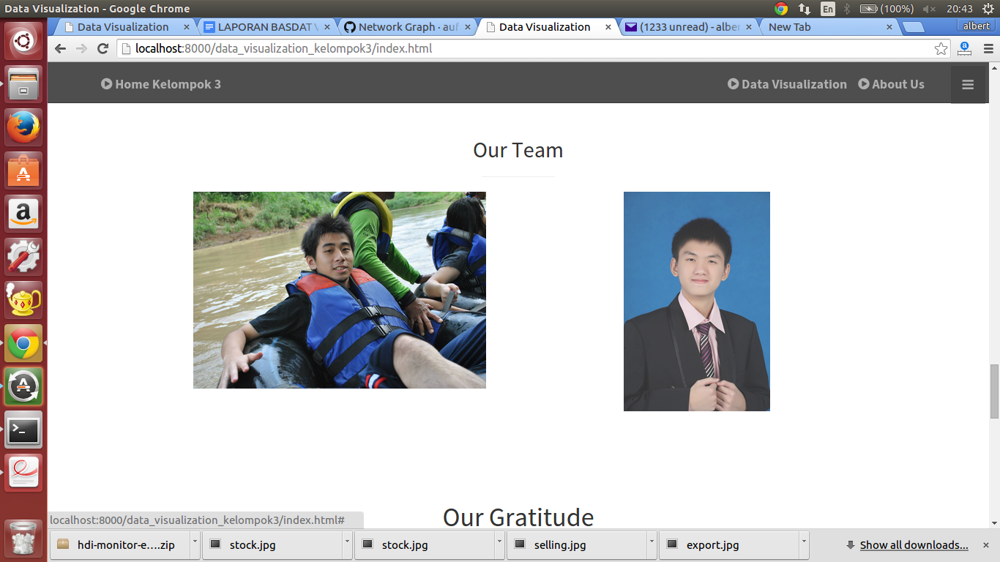 Data Visualization - Google Chrome
En (100%) 20:43
Data Visualization × LAPORAN BASDAT V × Network Graph · auf × Data Visualization × (1233 unread) - alber × New Tab × albert
localhost:8000/data_visualization_kelompok3/index.html
Home Kelompok 3 Data Visualization About Us
Our Team
Our Gratitude
localhost:8000/data_visualization_kelompok3/index.html#
hdi-monitor-e....zip stock.jpg stock.jpg selling.jpg export.jpg Show all downloads... ×